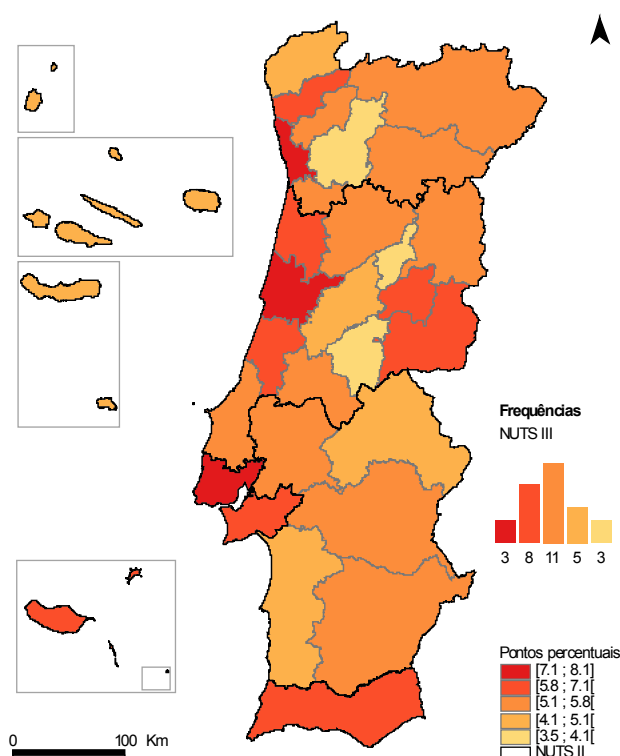 Frequências
NUTS III
3 8 11 5 3
Pontos percentuais
[7.1 ; 8.1]
[5.8 ; 7.1[
[5.1 ; 5.8[
[4.1 ; 5.1[
[3.5 ; 4.1[
NUTS II
0 100 Km